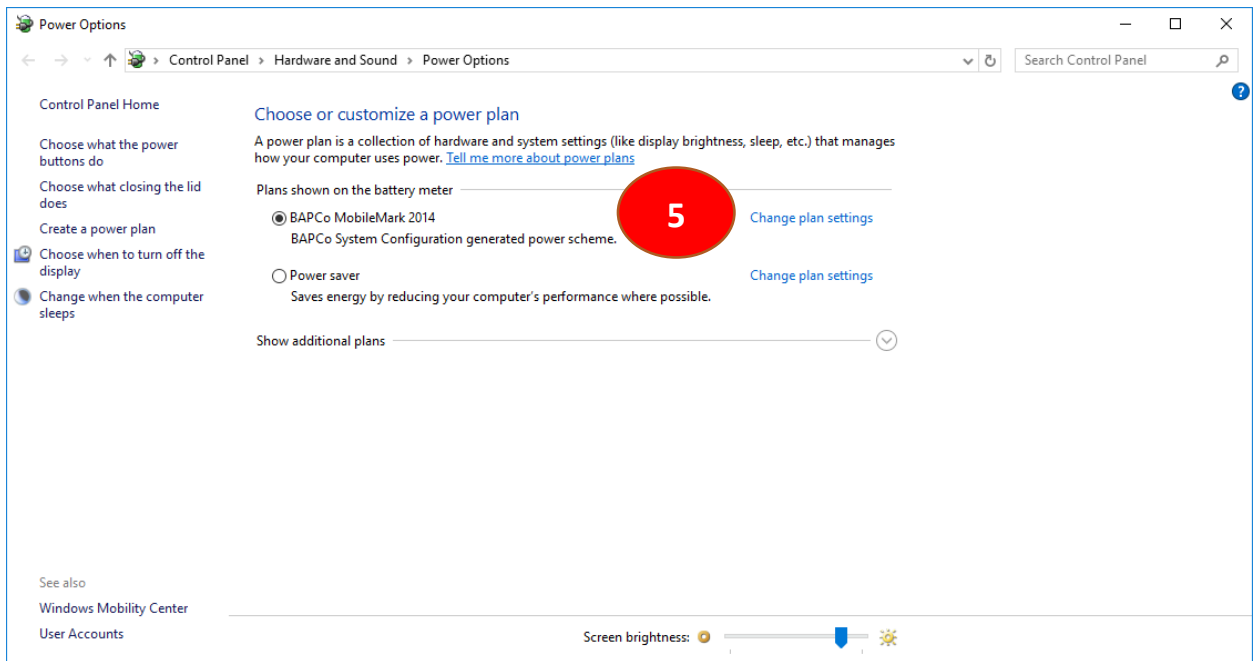 Power Options
Control Panel > Hardware and Sound > Power Options
Search Control Panel
?
Control Panel Home
Choose what the power
buttons do
Choose what closing the lid
does
Create a power plan
Choose when to turn off the
display
Change when the computer
sleeps
Choose or customize a power plan
A power plan is a collection of hardware and system settings (like display brightness, sleep, etc.) that manages
how your computer uses power. Tell me more about power plans
Plans shown on the battery meter
BAPCo MobileMark 2014
5
Change plan settings
BAPCo System Configuration generated power scheme.
Power saver
Change plan settings
Saves energy by reducing your computer's performance where possible.
Show additional plans
See also
Windows Mobility Center
User Accounts
Screen brightness: